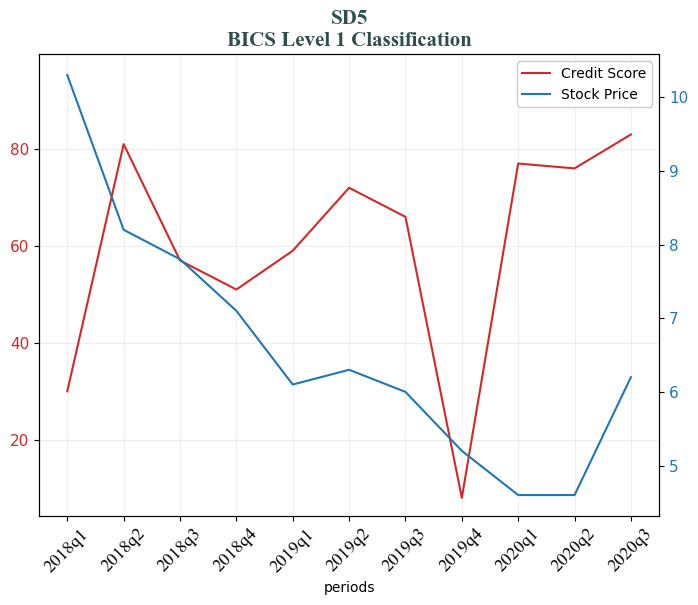 SD5
BICS Level 1 Classification
Credit Score
Stock Price
80
60
40
20
10
9
8
7
6
5
2018q1
2018q2
2018q3
2018q4
2019q1
2019q2
2019q3
2019q4
2020q1
2020q2
2020q3
periods